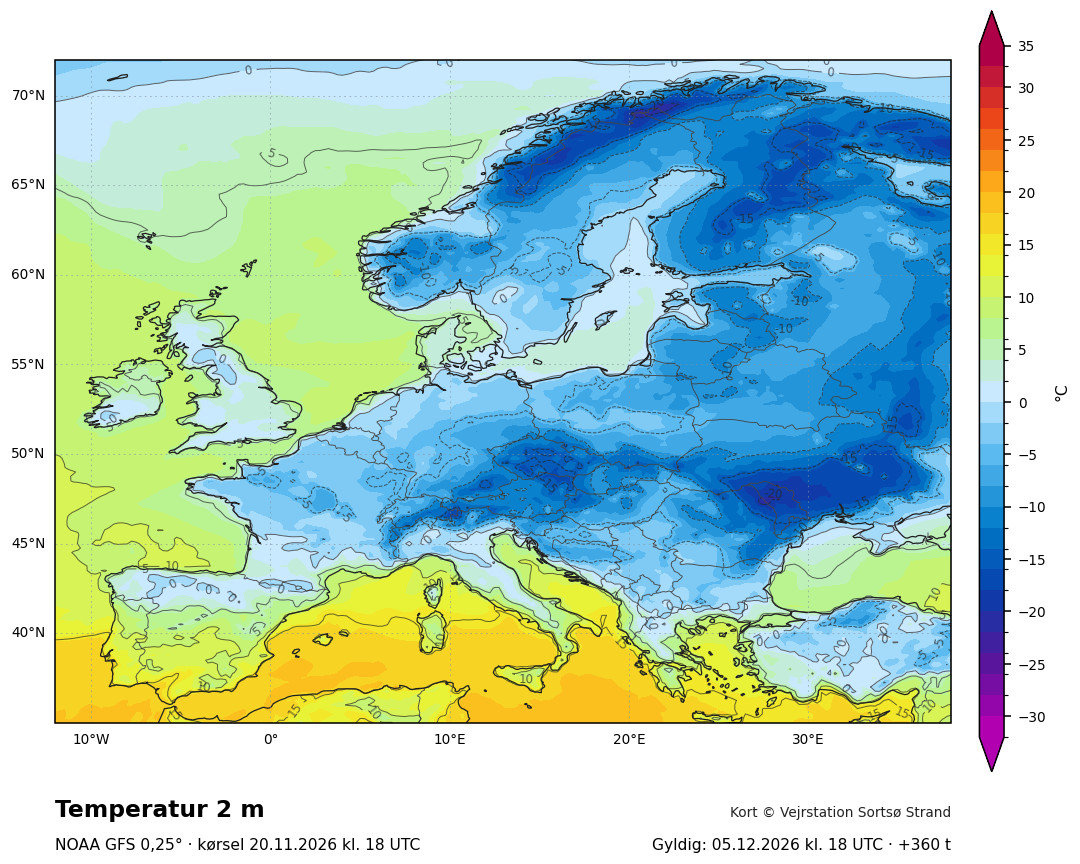 35
30
25
20
15
10
5
0
−5
−10
−15
−20
−25
−30
°C
70°N
65°N
60°N
55°N
50°N
45°N
40°N
10°W
0°
10°E
20°E
30°E
Temperatur 2 m
Kort © Vejrstation Sortsø Strand
NOAA GFS 0,25° · kørsel 20.11.2026 kl. 18 UTC
Gyldig: 05.12.2026 kl. 18 UTC · +360 t